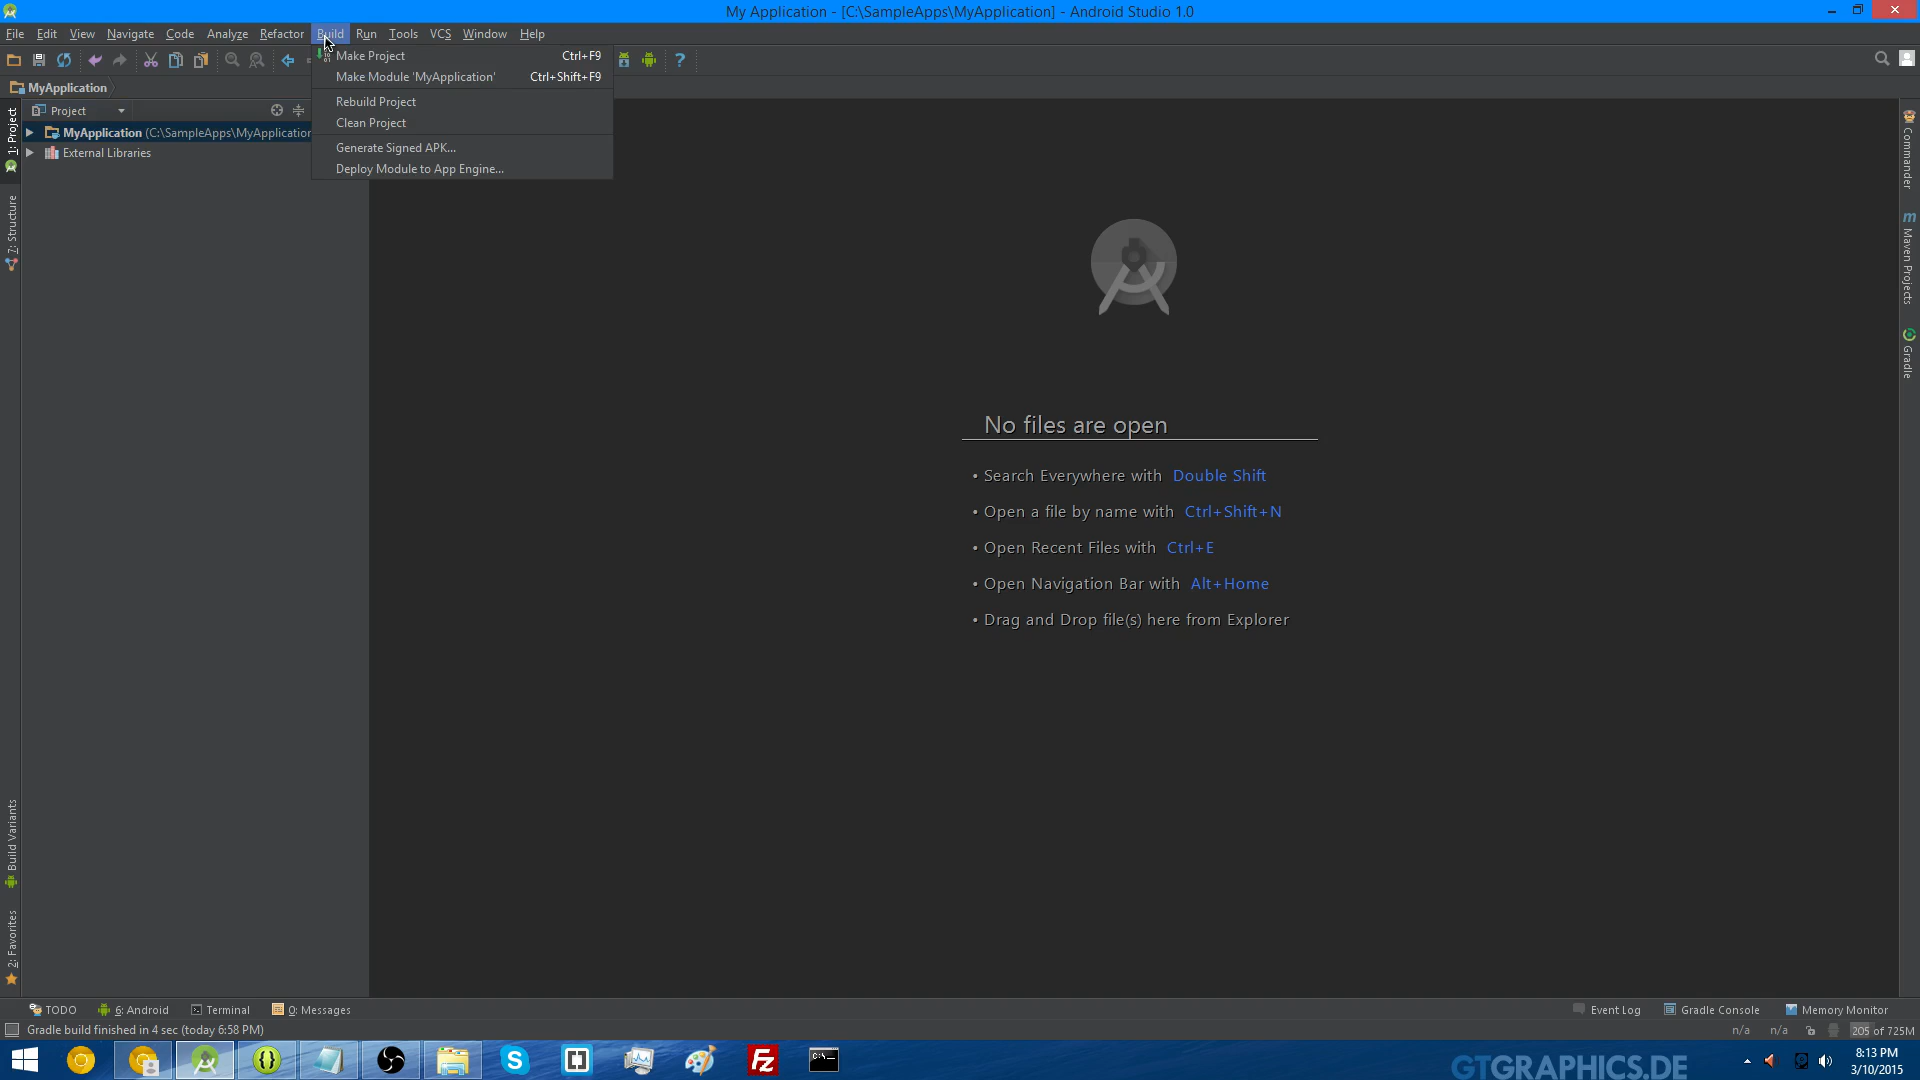 My Application - [C:\SampleApps\MyApplication] - Android Studio 1.0
File Edit View Navigate Code Analyze Refactor Build Run Tools VCS Window Help
Make Project Ctrl+F9
Make Module 'MyApplication' Ctrl+Shift+F9
Rebuild Project
Clean Project
Generate Signed APK...
Deploy Module to App Engine...
?
MyApplication
Project
MyApplication (C:\SampleApps\MyApplication
External Libraries
1: Project
7: Structure
Build Variants
2: Favorites
Commander
m
Maven Projects
Gradle
No files are open
• Search Everywhere with Double Shift
• Open a file by name with Ctrl+Shift+N
• Open Recent Files with Ctrl+E
• Open Navigation Bar with Alt+Home
• Drag and Drop file(s) here from Explorer
TODO 6: Android Terminal 0: Messages Event Log Gradle Console Memory Monitor
Gradle build finished in 4 sec (today 6:58 PM) n/a n/a 205 of 725M
GTGRAPHICS.DE
8:13 PM
3/10/2015